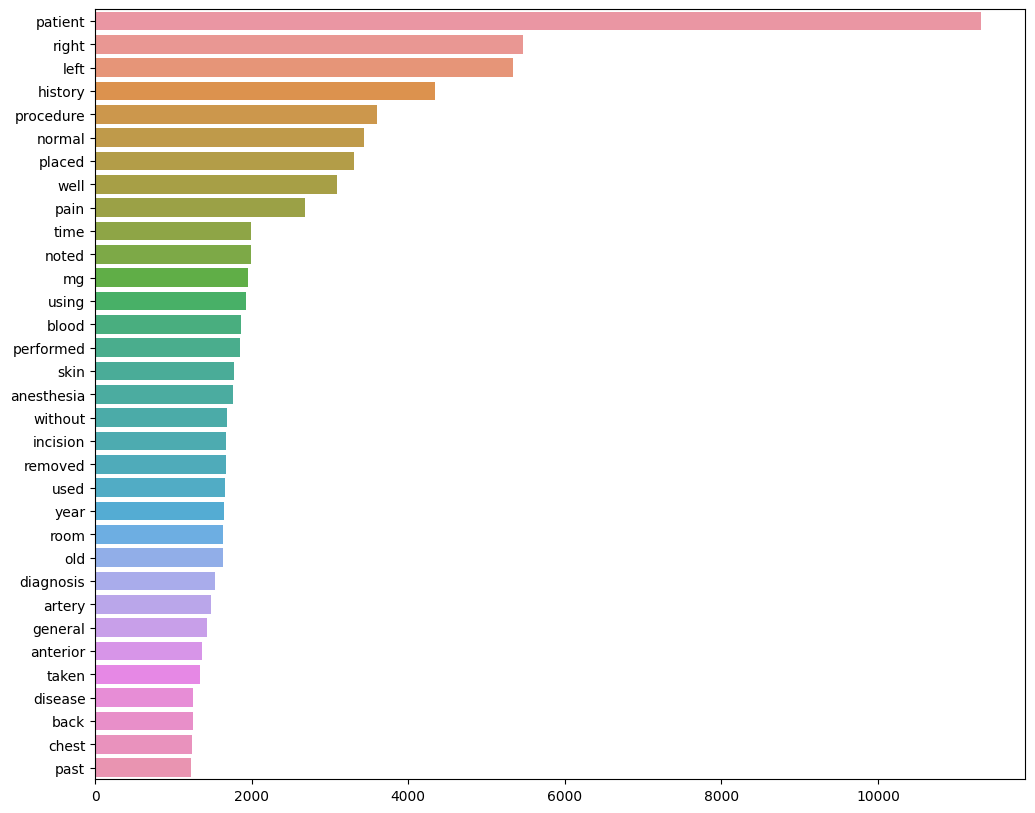 patient
right
left
history
procedure
normal
placed
well
pain
time
noted
mg
using
blood
performed
skin
anesthesia
without
incision
removed
used
year
room
old
diagnosis
artery
general
anterior
taken
disease
back
chest
past
0 2000 4000 6000 8000 10000